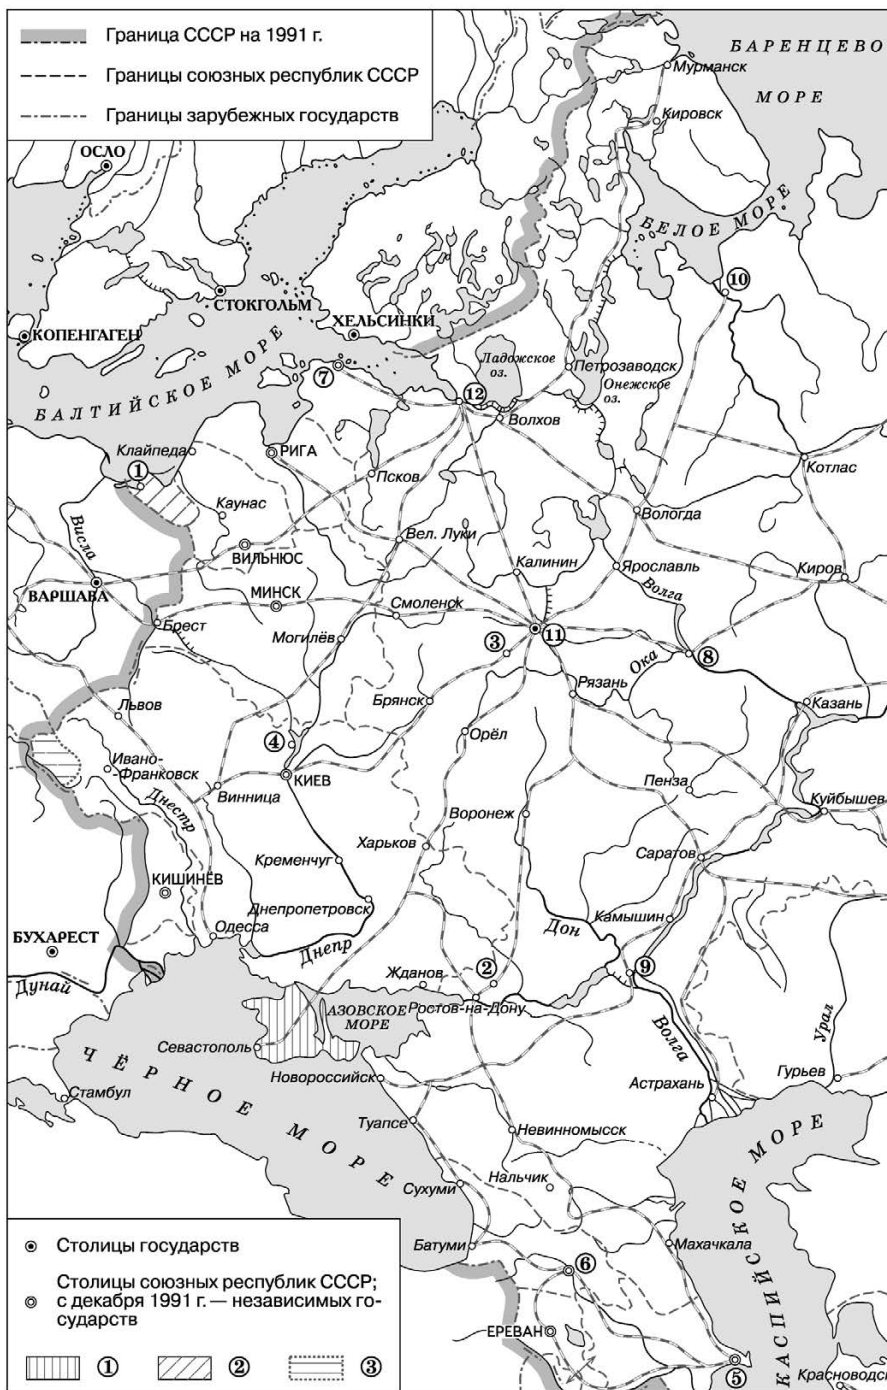 Граница СССР на 1991 г.
Границы союзных республик СССР
Границы зарубежных государств
БАРЕНЦЕВО
МОРЕ
Мурманск
Кировск
ОСЛО
БЕЛОЕ МОРЕ
10
СТОКГОЛЬМ
ХЕЛЬСИНКИ
КОПЕНГАГЕН
БАЛТИЙСКОЕ МОРЕ
7
Ладожское
оз.
Петрозаводск
Онежское
оз.
12
Волхов
Клайпеда
РИГА
1
Псков
Котлас
Каунас
Висла
Вологда
Вел. Луки
ВИЛЬНЮС
Калинин
Ярославль
Киров
ВАРШАВА
МИНСК
Смоленск
Волга
Брест
Могилёв
3
11
Ока
8
Рязань
Брянск
Львов
Казань
4
Орёл
Ивано-
-Франковск
КИЕВ
Винница
Пенза
Днестр
Воронеж
Куйбышев
Харьков
Кременчуг
Саратов
КИШИНЕВ
Днепропетровск
Камышин
Дон
Одесса
БУХАРЕСТ
Днепр
Жданов
2
9
Дунай
Ростов-на-Дону
АЗОВСКОЕ
МОРЕ
Волга
Урал
Севастополь
Новороссийск
Астрахань
Гурьев
ЧЁРНОЕ МОРЕ
Стамбул
Туапсе
Невинномысск
Нальчик
Сухуми
КАСПИЙСКОЕ МОРЕ
Батуми
Махачкала
6
ЕРЕВАН
5
Красноводск
Столицы государств
Столицы союзных республик СССР;
с декабря 1991 г. — независимых го-
сударств
1
2
3